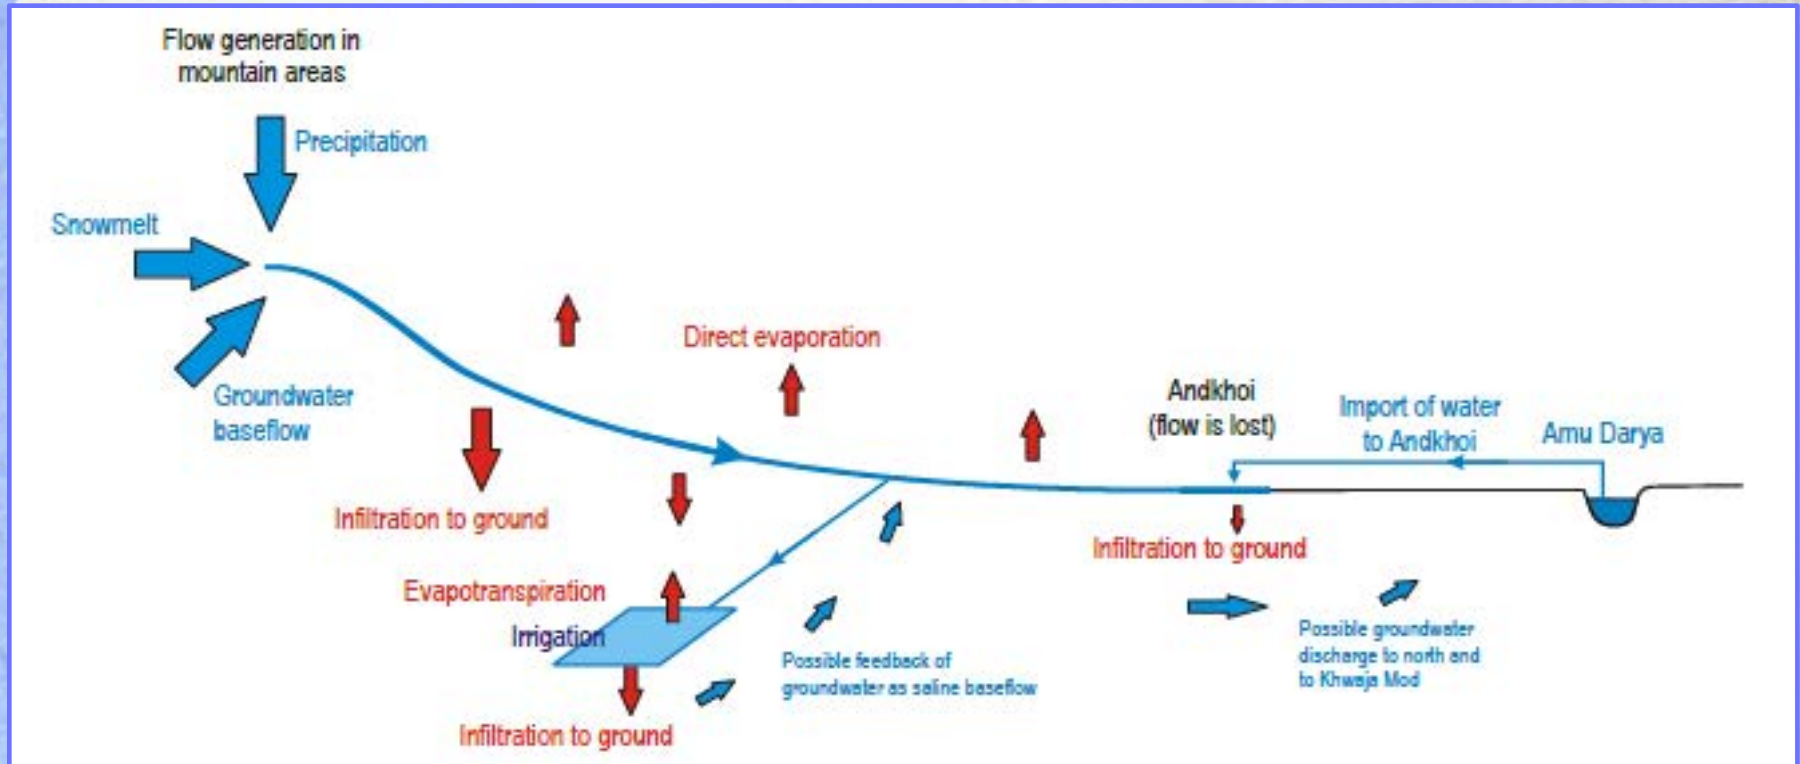 Flow generation in
mountain areas
Precipitation
Snowmelt
Groundwater
baseflow
Direct evaporation
Andkhoi
(flow is lost)
Import of water
to Andkhoi
Amu Darya
Infiltration to ground
Infiltration to ground
Evapotranspiration
Irrigation
Possible feedback of
groundwater as saline baseflow
Possible groundwater
discharge to north and
to Khwaja Mod
Infiltration to ground